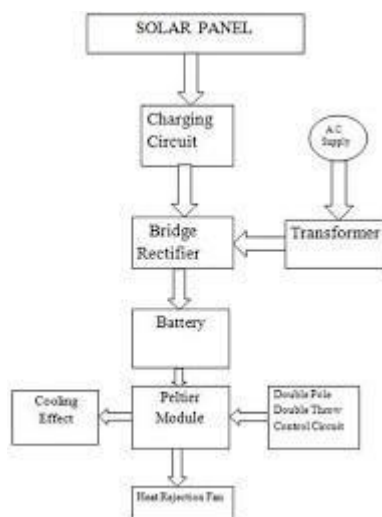 SOLAR PANEL
Charging
Circuit
A.C
Supply
Bridge
Rectifier
Transformer
Battery
Cooling
Effect
Peltier
Module
Double Pole
Double Throw
Control Circuit
Heat Rejection Fan